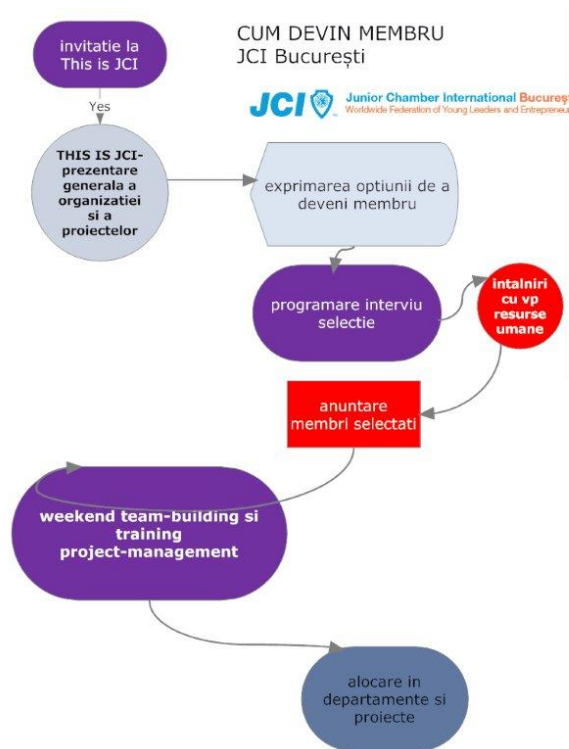 CUM DEVIN MEMBRU
JCI București
JCI
Junior Chamber International Bucureș
Worldwide Federation of Young Leaders and Entrepreneur
invitatie la
This is JCI
Yes
THIS IS JCI-
prezentare
generala a
organizatiei
si a
proiectelor
exprimarea optiunii de a
deveni membru
programare interviu
selectie
intalniri
cu vp
resurse
umane
anuntare
membri selectati
weekend team-building si
training
project-management
alocare in
departamente si
proiecte